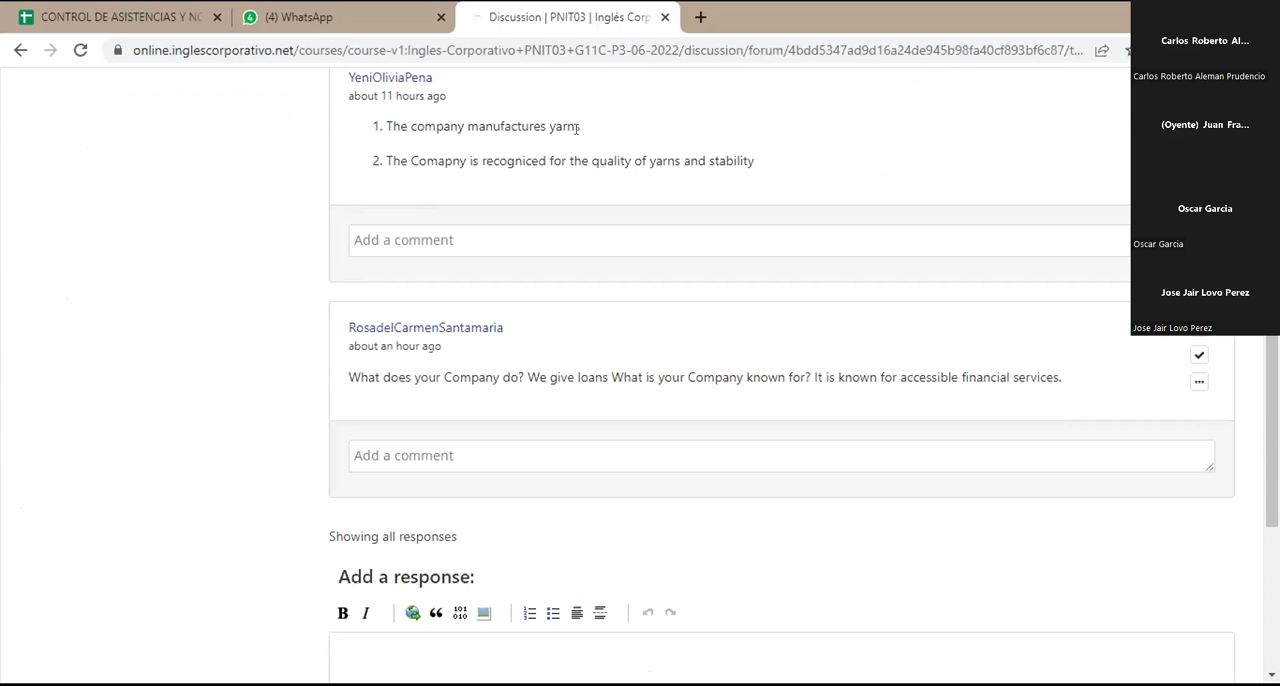 CONTROL DE ASISTENCIAS Y NO
(4) WhatsApp
Discussion | PNIT03 | Inglés Corp
online.inglescorporativo.net/courses/course-v1:Ingles-Corporativo+PNIT03+G11C-P3-06-2022/discussion/forum/4bdd5347ad9d16a24de945b98fa40cf893bf6c87/t...
Carlos Roberto Al...
Carlos Roberto Aleman Prudencio
(Oyente) Juan Fra...
Oscar Garcia
Oscar Garcia
Jose Jair Lovo Perez
Jose Jair Lovo Perez
YeniOliviaPena
about 11 hours ago
1. The company manufactures yarns
2. The Comapny is recogniced for the quality of yarns and stability
Add a comment
RosadelCarmenSantamaria
about an hour ago
What does your Company do? We give loans What is your Company known for? It is known for accessible financial services.
Add a comment
Showing all responses
Add a response:
B I